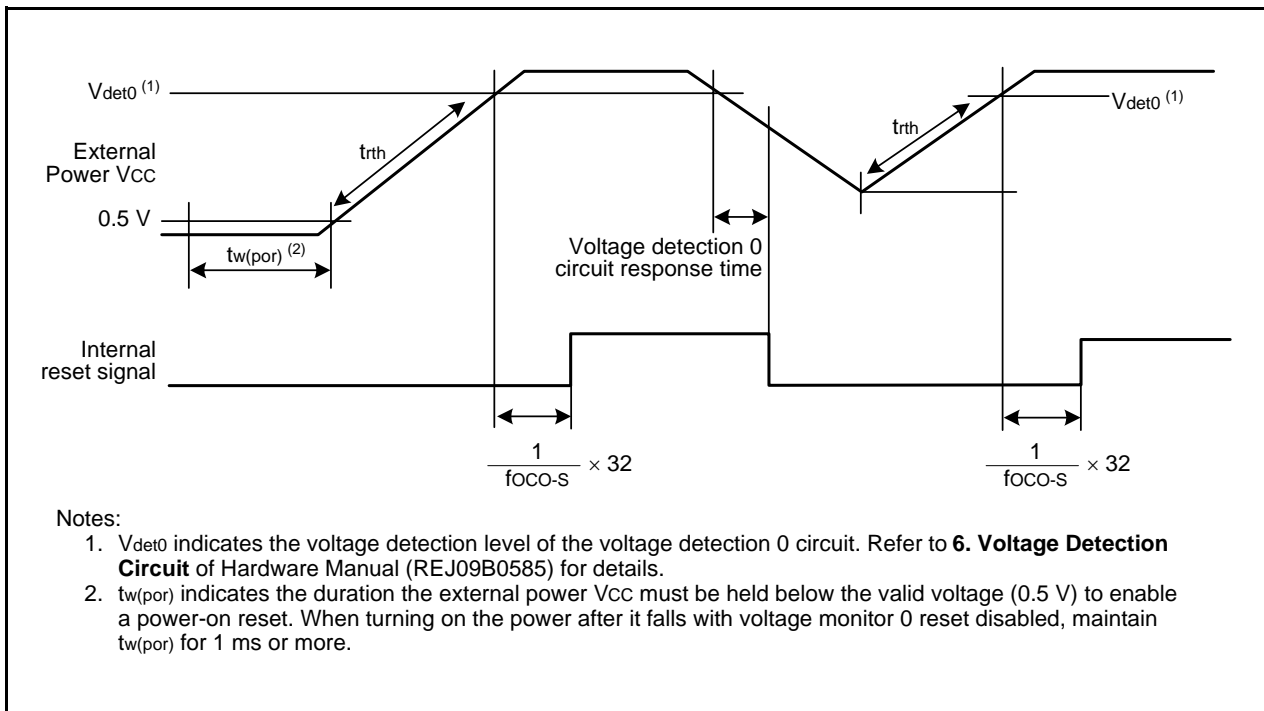 Vdet0 (1)
External
Power VCC
0.5 V
tw(por) (2)
trth
Voltage detection 0
circuit response time
trth
Vdet0 (1)
Internal
reset signal
1
fOCO-S
× 32
1
fOCO-S
× 32
Notes:
1. Vdet0 indicates the voltage detection level of the voltage detection 0 circuit. Refer to 6. Voltage Detection
Circuit of Hardware Manual (REJ09B0585) for details.
2. tw(por) indicates the duration the external power VCC must be held below the valid voltage (0.5 V) to enable
a power-on reset. When turning on the power after it falls with voltage monitor 0 reset disabled, maintain
tw(por) for 1 ms or more.